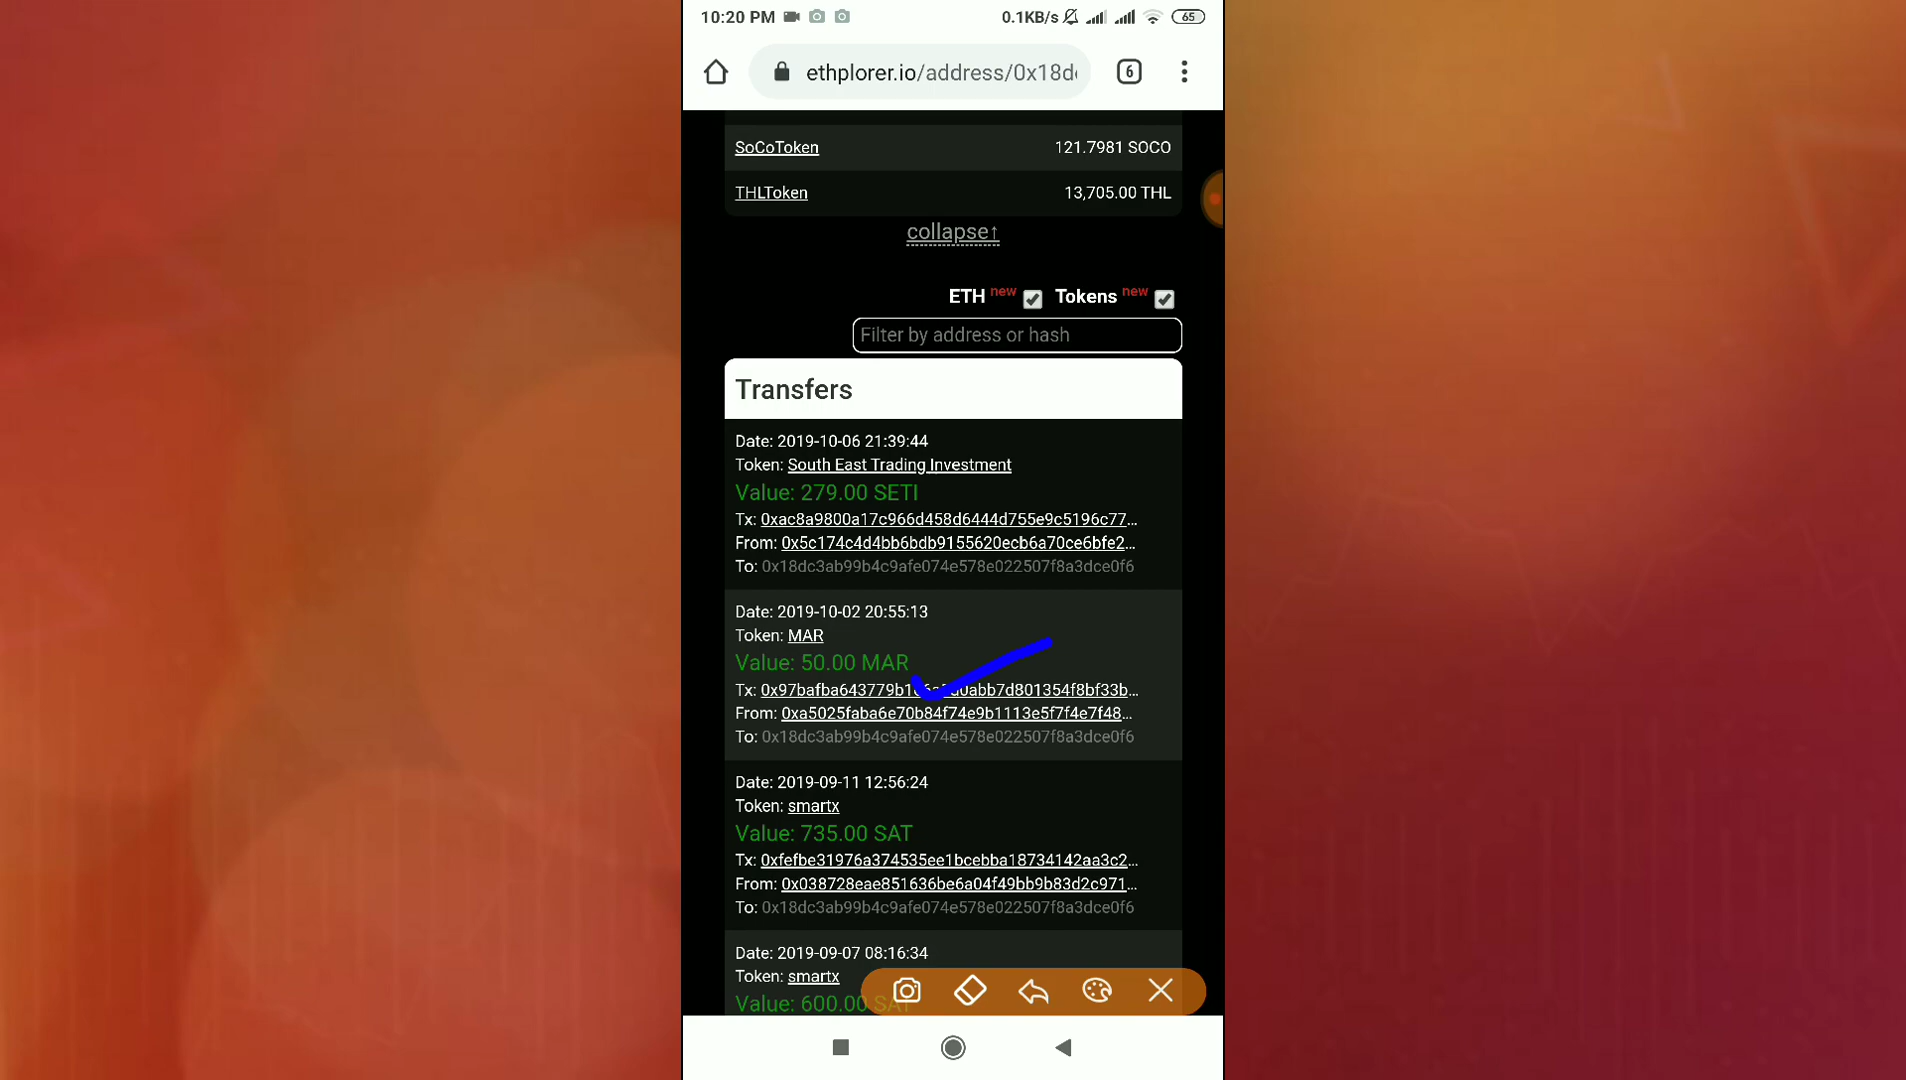 10:20 PM 0.1KB/s 65
ethplorer.io/address/0x18d 6
SoCoToken 121.7981 SOCO
THLToken 13,705.00 THL
collapse↑
ETH new Tokens new
Filter by address or hash
Transfers
Date: 2019-10-06 21:39:44
Token: South East Trading Investment
Value: 279.00 SETI
Tx: 0xac8a9800a17c966d458d6444d755e9c5196c77...
From: 0x5c174c4d4bb6bdb9155620ecb6a70ce6bfe2...
To: 0x18dc3ab99b4c9afe074e578e022507f8a3dce0f6
Date: 2019-10-02 20:55:13
Token: MAR
Value: 50.00 MAR
Tx:
From: 0xa5025faba6e70b84f74e9b1113e5f7f4e7f48...
To: 0x18dc3ab99b4c9afe074e578e022507f8a3dce0f6
Date: 2019-09-11 12:56:24
Token: smartx
Value: 735.00 SAT
Tx: 0xfefbe31976a374535ee1bcebba18734142aa3c2...
From: 0x038728eae851636be6a04f49bb9b83d2c971...
To: 0x18dc3ab99b4c9afe074e578e022507f8a3dce0f6
Date: 2019-09-07 08:16:34
Token: smartx
Value: 600.00 SAT